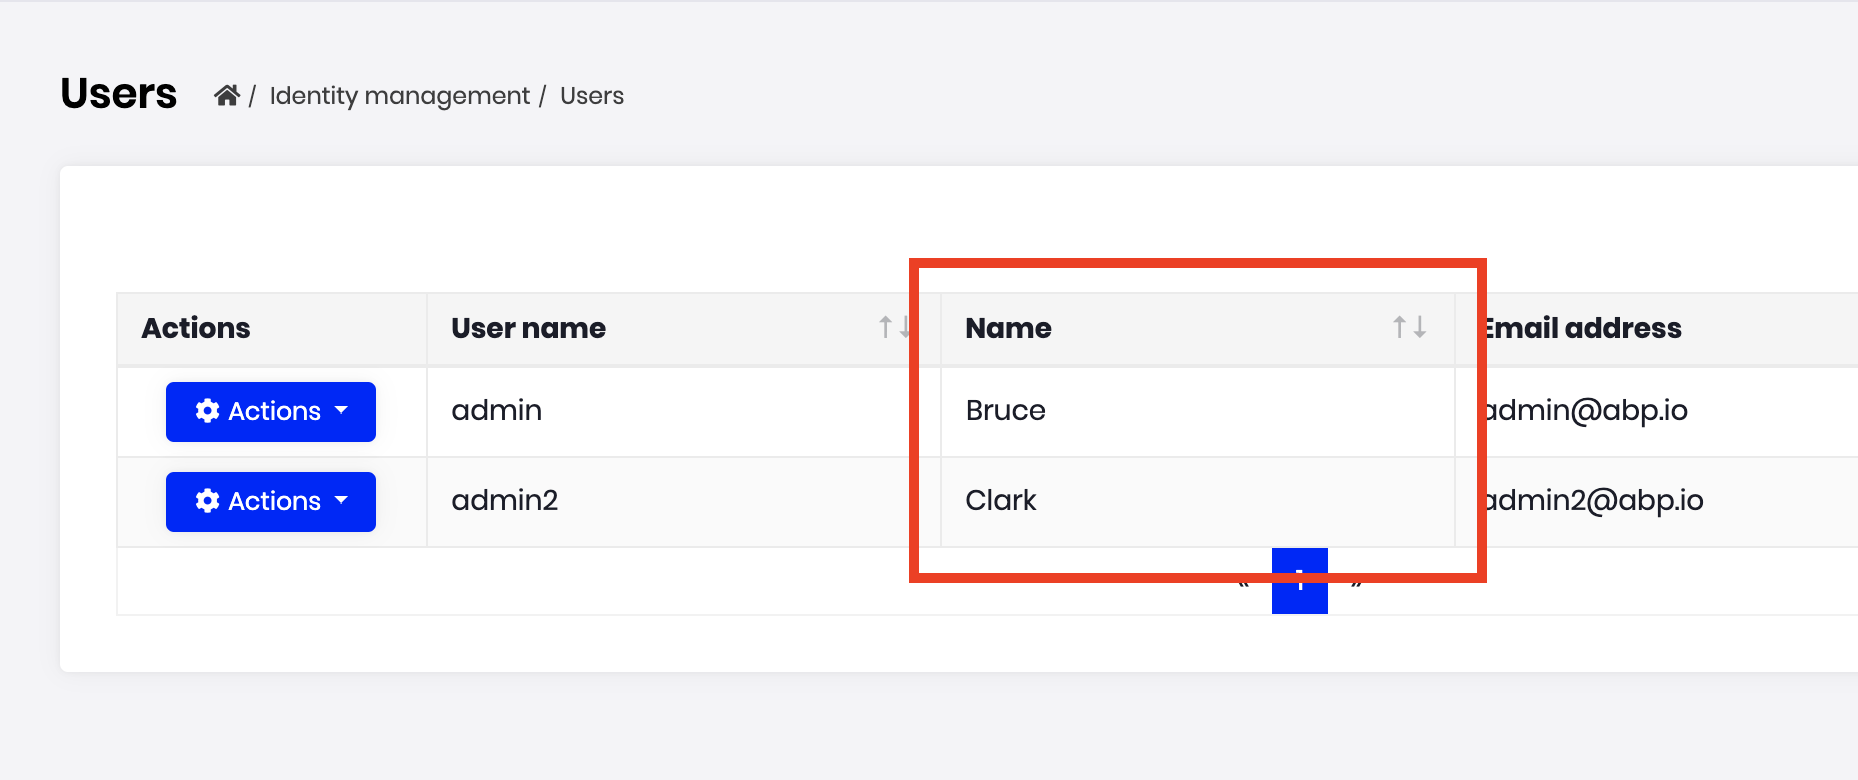 Users / Identity management / Users
Actions User name ↑↓ Name ↑↓ Email address
Actions admin Bruce admin@abp.io
Actions admin2 Clark admin2@abp.io
« 1 »